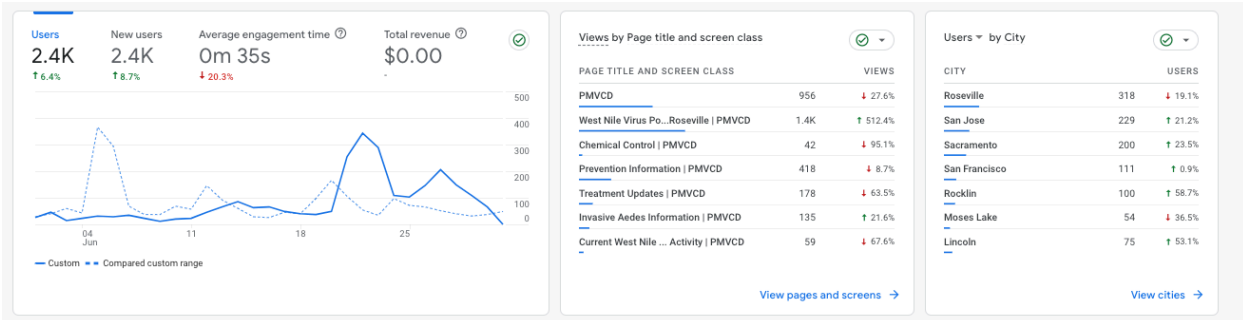 Users
2.4K
↑ 6.4%
New users
2.4K
↑ 8.7%
Average engagement time
0m 35s
↓ 20.3%
Total revenue
$0.00
-
500
400
300
200
100
0
04
Jun
11
18
25
Custom
Compared custom range
Views by Page title and screen class
PAGE TITLE AND SCREEN CLASS VIEWS
PMVCD 956 ↓ 27.6%
West Nile Virus Po...Roseville | PMVCD 1.4K ↑ 512.4%
Chemical Control | PMVCD 42 ↓ 95.1%
Prevention Information | PMVCD 418 ↓ 8.7%
Treatment Updates | PMVCD 178 ↓ 63.5%
Invasive Aedes Information | PMVCD 135 ↑ 21.6%
Current West Nile ... Activity | PMVCD 59 ↓ 67.6%
View pages and screens →
Users by City
CITY USERS
Roseville 318 ↓ 19.1%
San Jose 229 ↑ 21.2%
Sacramento 200 ↑ 23.5%
San Francisco 111 ↑ 0.9%
Rocklin 100 ↑ 58.7%
Moses Lake 54 ↓ 36.5%
Lincoln 75 ↑ 53.1%
View cities →